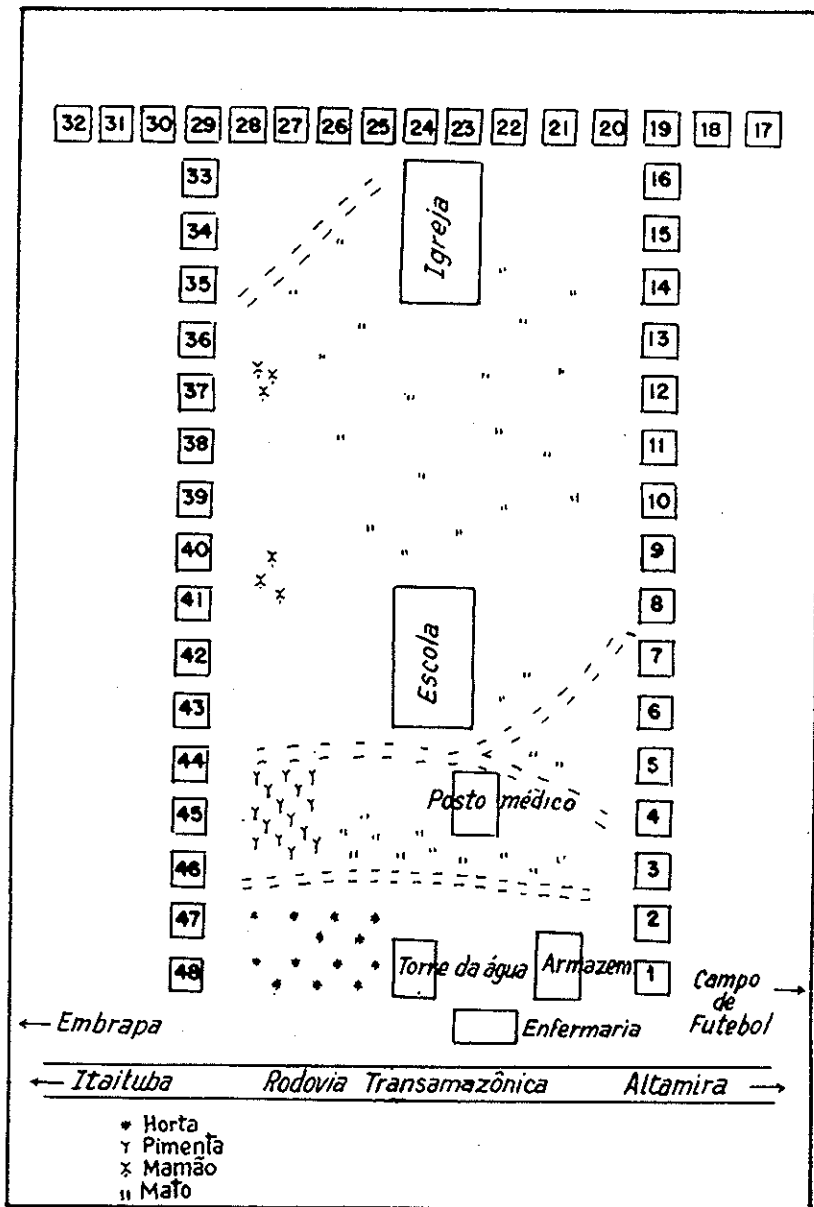 32 31 30 29 28 27 26 25 24 23 22 21 20 19 18 17
33 Igreja 16
34 15
35 14
36 13
37 12
38 11
39 10
40 9
41 Escola 8
42 7
43 6
44 5
45 Posto médico 4
46 3
47 2
48 Torre da água Armazem 1 Campo
de
Futebol
← Embrapa Enfermaria
← Itaituba Rodovia Transamazônica Altamira →
Horta
Pimenta
Mamão
Mato